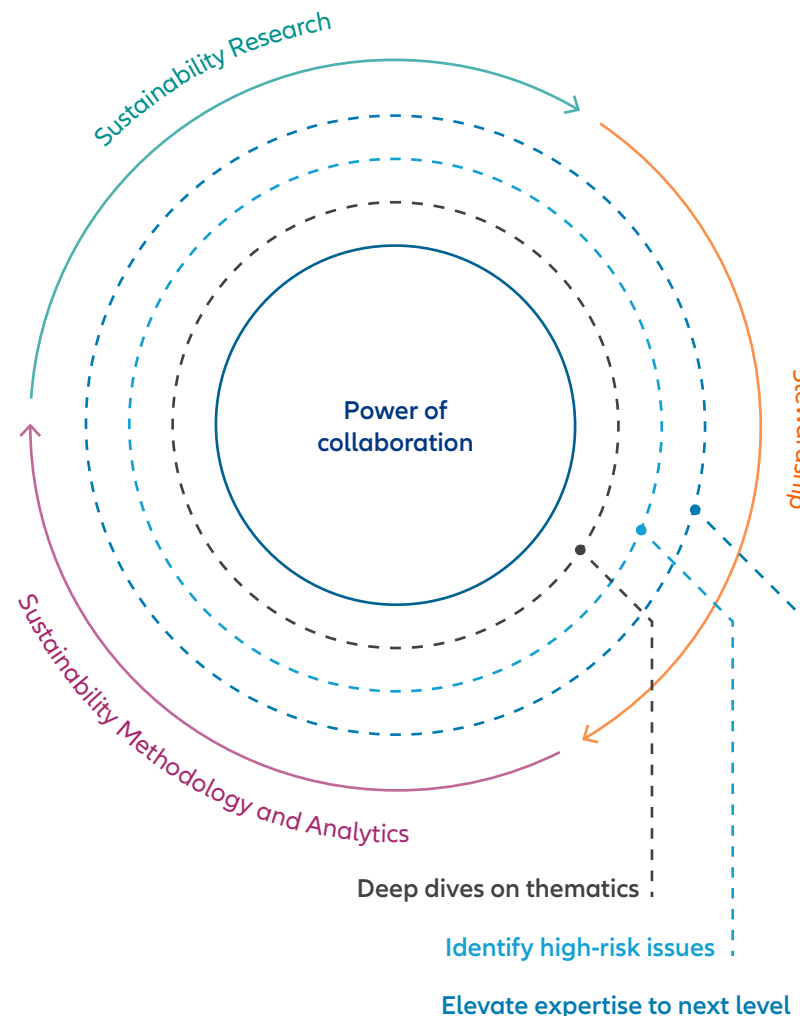 Sustainability Research
Stewardship
Power of
collaboration
Sustainability Methodology and Analytics
Deep dives on thematics
Identify high-risk issues
Elevate expertise to next level